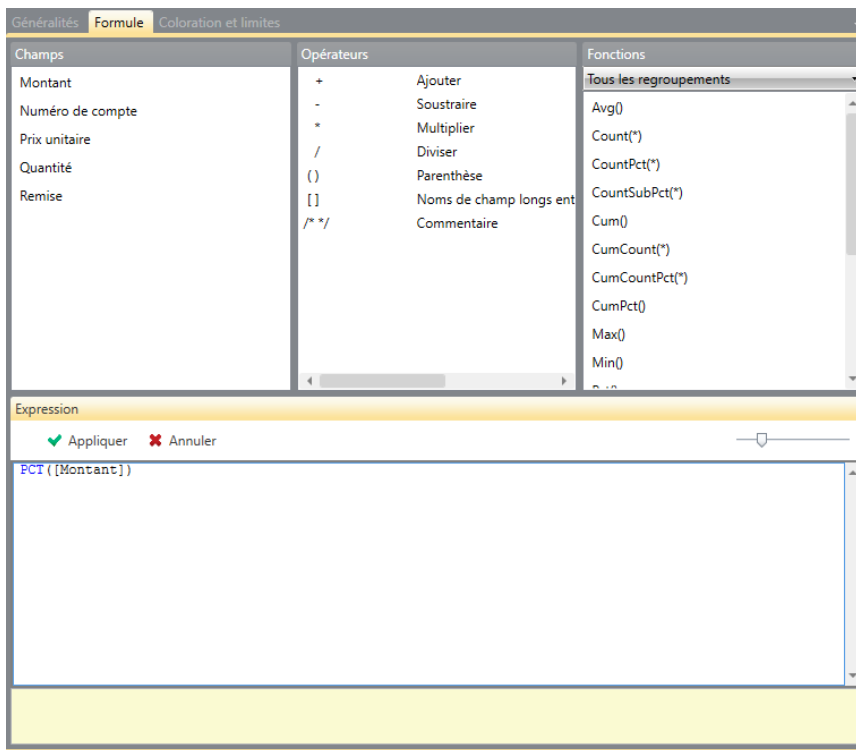 Généralités Formule Coloration et limites
Champs
Montant
Numéro de compte
Prix unitaire
Quantité
Remise
Opérateurs
+ Ajouter
- Soustraire
* Multiplier
/ Diviser
( ) Parenthèse
[ ] Noms de champ longs ent
/* */ Commentaire
Fonctions
Tous les regroupements
Avg()
Count(*)
CountPct(*)
CountSubPct(*)
Cum()
CumCount(*)
CumCountPct(*)
CumPct()
Max()
Min()
Expression
Appliquer Annuler
PCT([Montant])